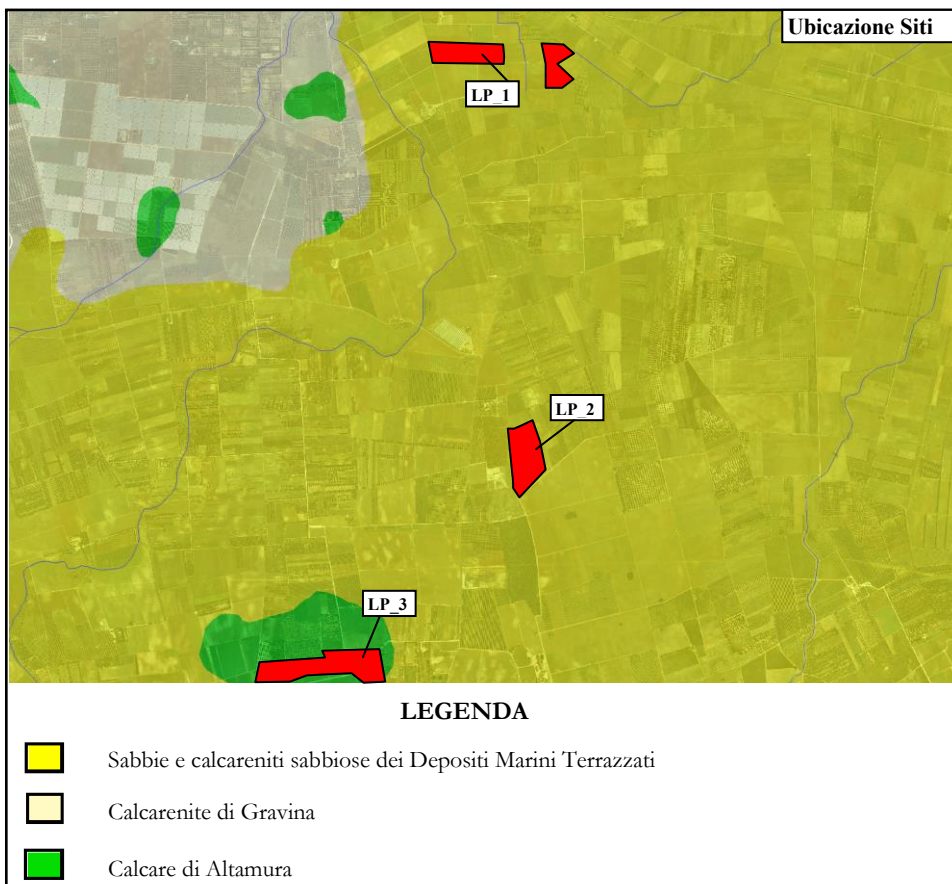 Ubicazione Siti
LP_1
LP_2
LP_3
LEGENDA
Sabbie e calcareniti sabbiose dei Depositi Marini Terrazzati
Calcarenite di Gravina
Calcare di Altamura